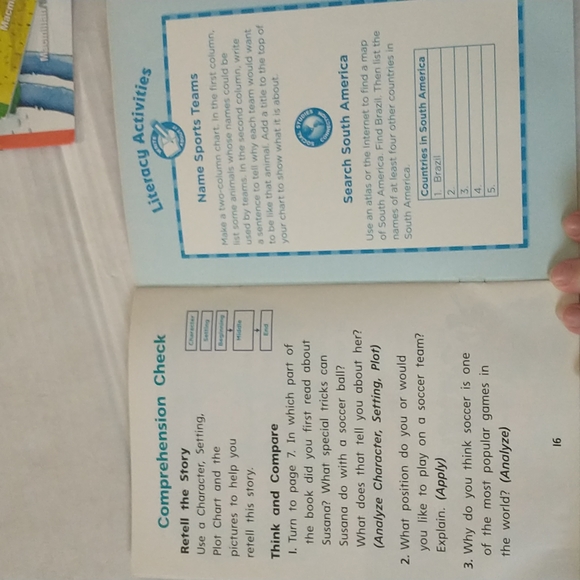 Comprehension Check
Retell the Story
Use a Character, Setting,
Plot Chart and the
pictures to help you
retell this story.
Character
Setting
Beginning
Middle
End
Think and Compare
1. Turn to page 7. In which part of
the book did you first read about
Susana? What special tricks can
Susana do with a soccer ball?
What does that tell you about her?
(Analyze Character, Setting, Plot)
2. What position do you or would
you like to play on a soccer team?
Explain. (Apply)
3. Why do you think soccer is one
of the most popular games in
the world? (Analyze)
16
Literacy Activities
Name Sports Teams
Make a two-column chart. In the first column,
list some animals whose names could be
used by teams. In the second column, write
a sentence to tell why each team would want
to be like that animal. Add a title to the top of
your chart to show what it is about.
SOCIAL STUDIES
Search South America
Use an atlas or the Internet to find a map
of South America. Find Brazil. Then list the
names of at least four other countries in
South America.
Countries in South America
1. Brazil
2.
3.
4.
5.